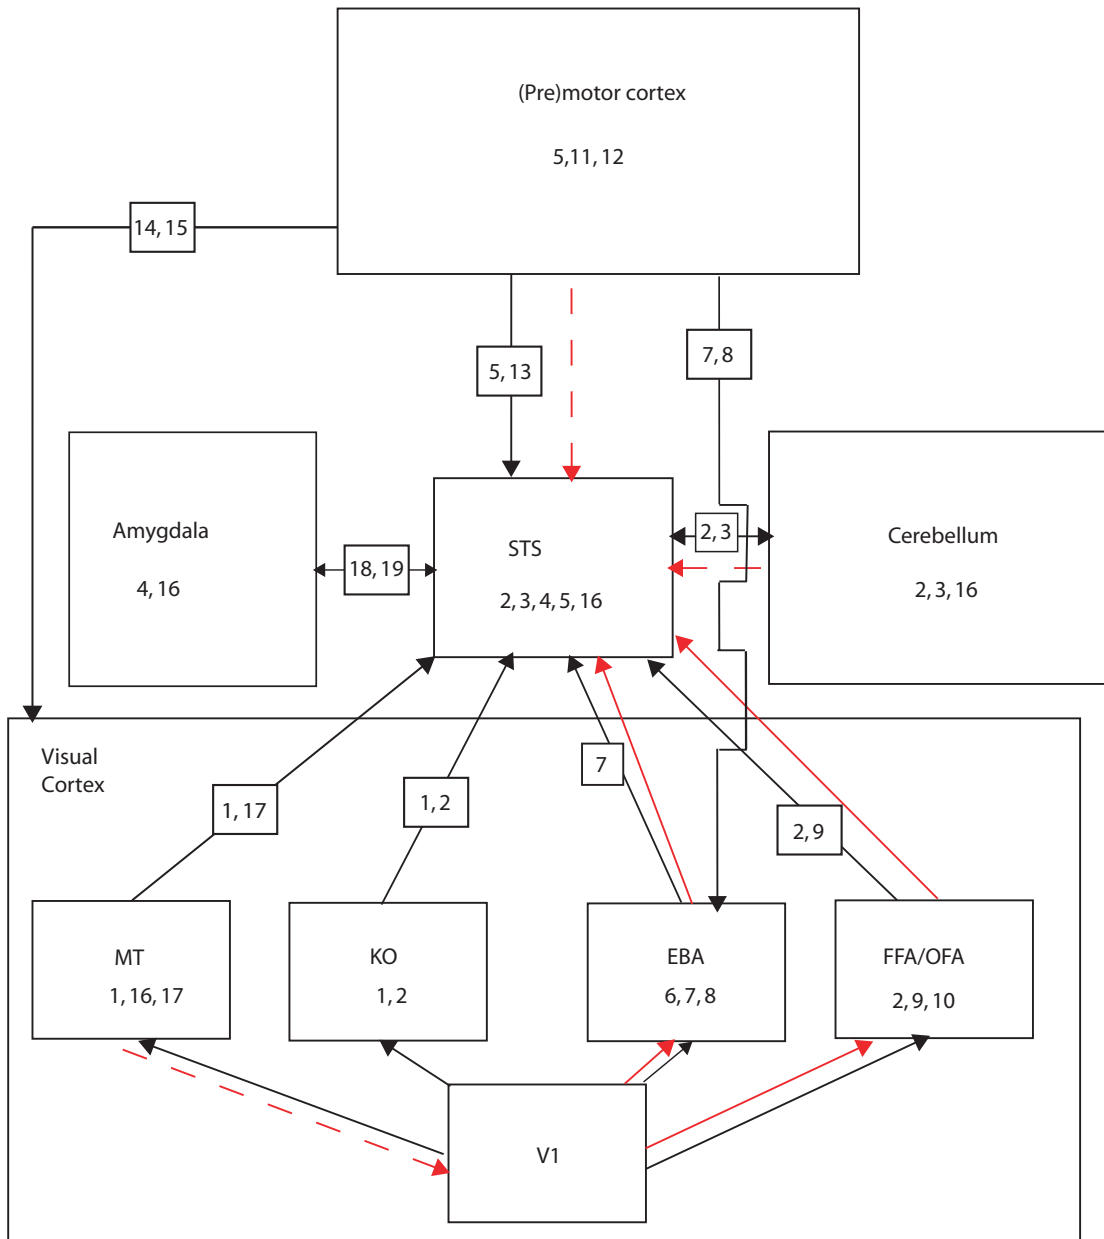 (Pre)motor cortex
5,11, 12
14, 15
5, 13
7, 8
Amygdala
4, 16
18, 19
STS
2, 3, 4, 5, 16
2, 3
Cerebellum
2, 3, 16
Visual
Cortex
1, 17
1, 2
7
2, 9
MT
1, 16, 17
KO
1, 2
EBA
6, 7, 8
FFA/OFA
2, 9, 10
V1